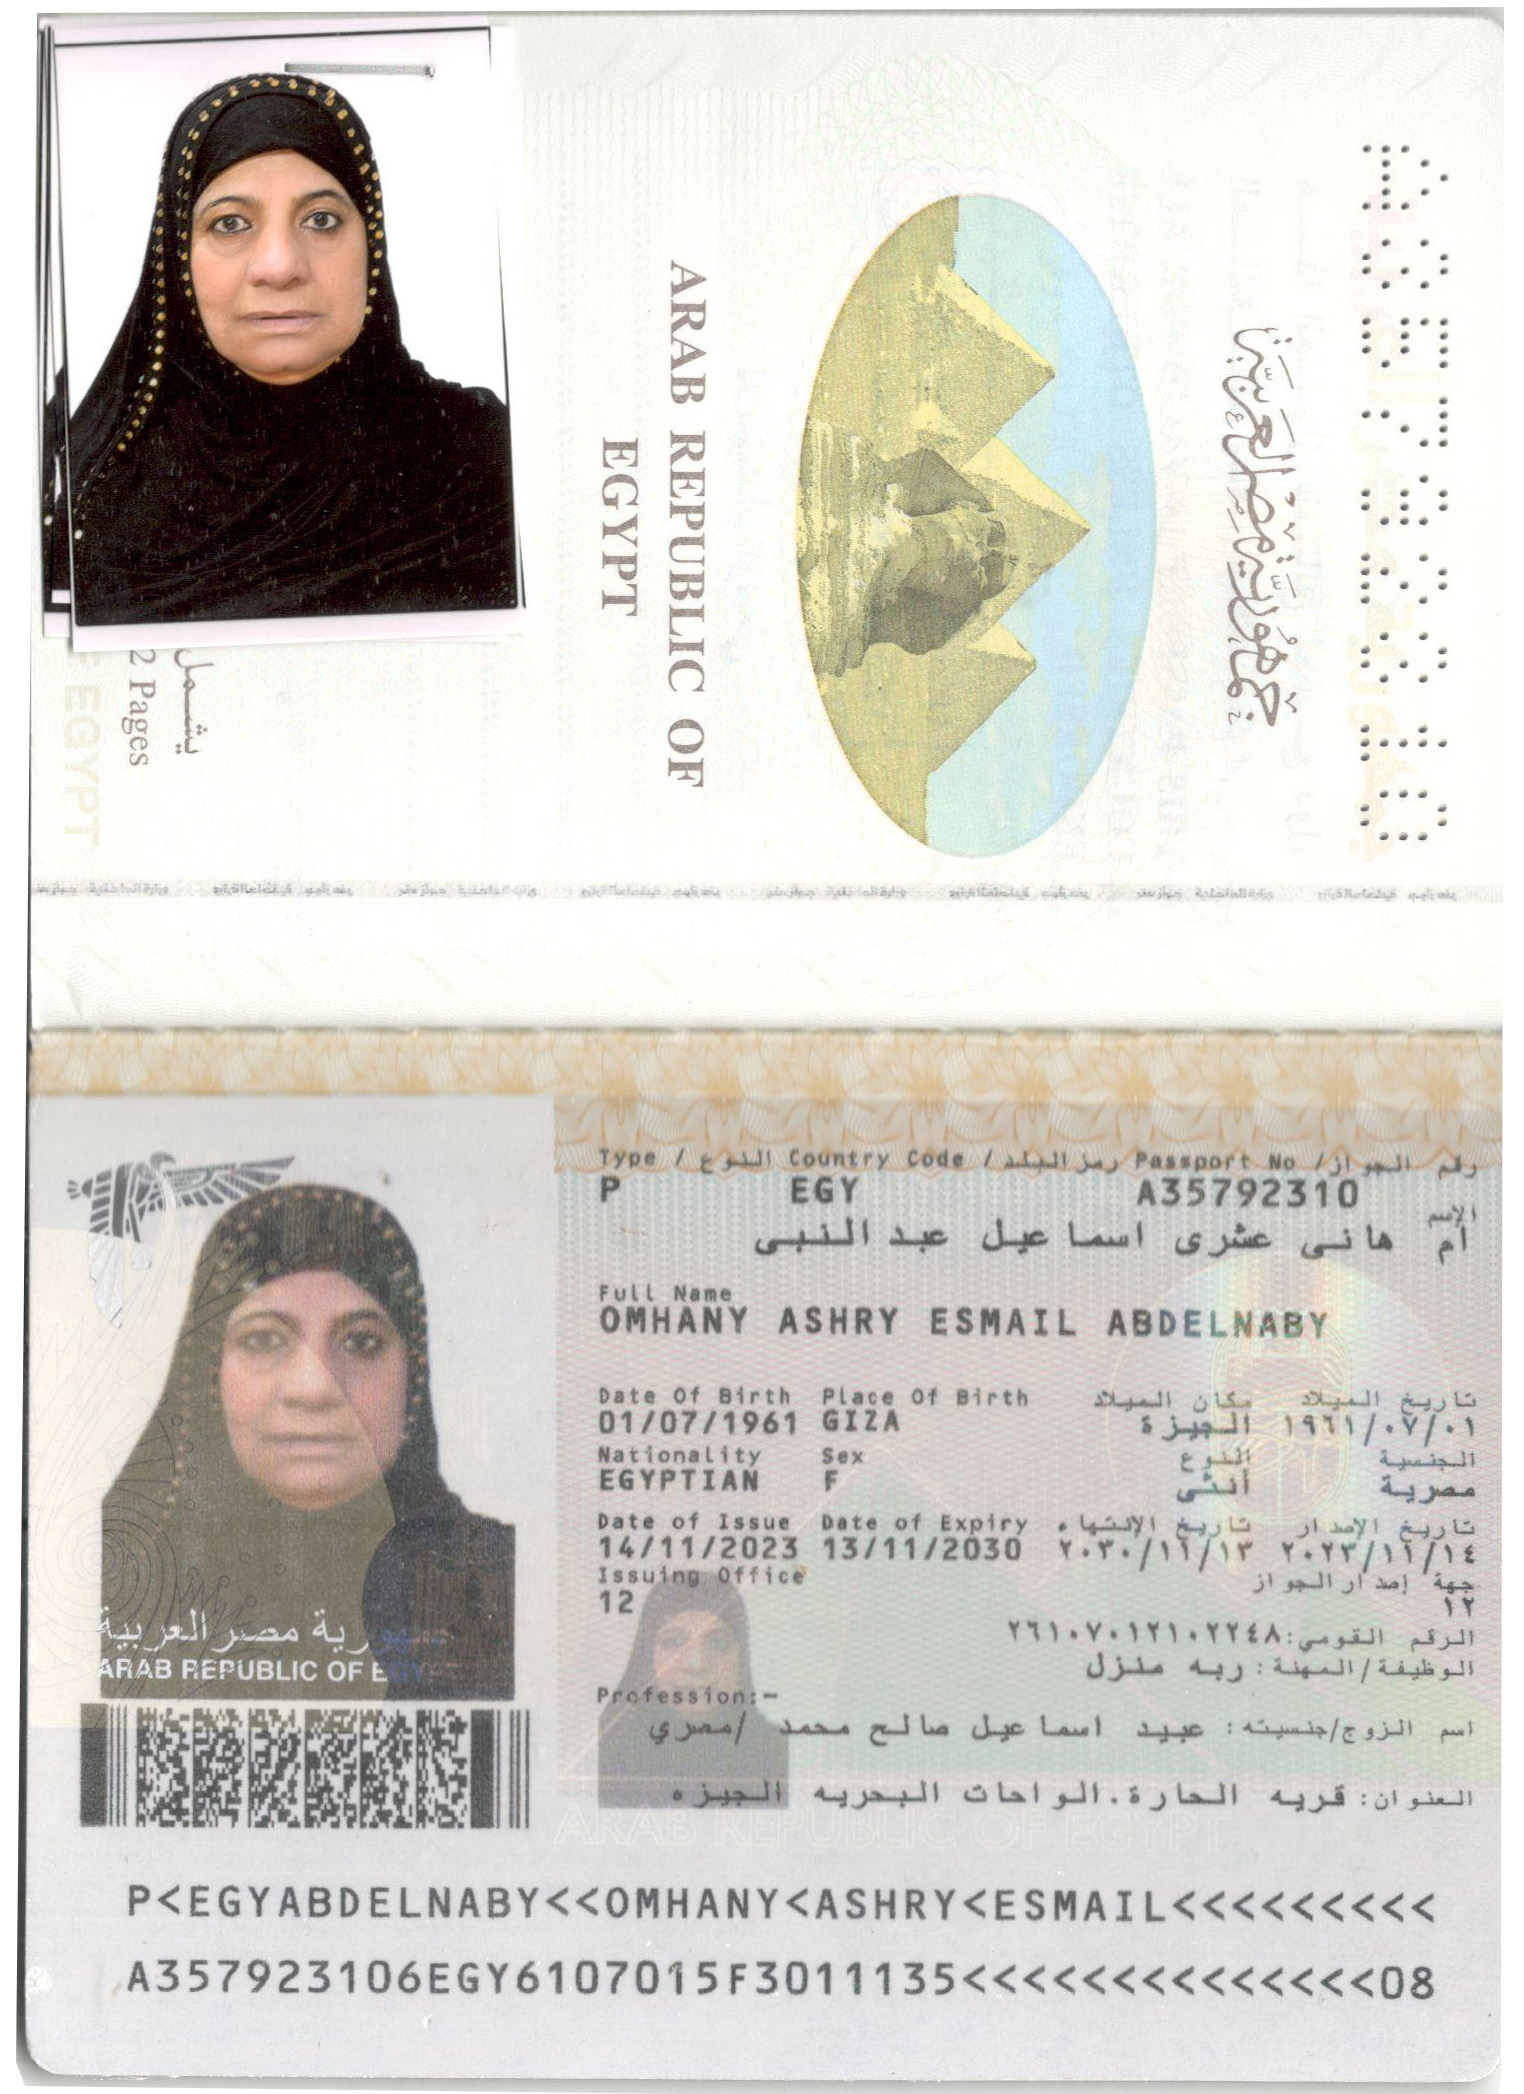 A35792310
جمهورية مصر العربية
ARAB REPUBLIC OF
EGYPT
يشمل
2 Pages
EGYPT
Type / النوع Country Code / رمز البلد Passport No / رقم الجواز
P EGY A35792310
الإسم
أم هانى عشرى اسماعيل عبد النبى
Full Name
OMHANY ASHRY ESMAIL ABDELNABY
Date Of Birth Place Of Birth مكان الميلاد تاريخ الميلاد
01/07/1961 GIZA الجيزة ١٩٦١/٠٧/٠١
Nationality Sex النوع الجنسية
EGYPTIAN F أنثى مصرية
Date of Issue Date of Expiry تاريخ الإنتهاء تاريخ الإصدار
14/11/2023 13/11/2030 ٢٠٣٠/١١/١٣ ٢٠٢٣/١١/١٤
Issuing Office جهة إصدار الجواز
12 ١٢
الرقم القومي:٢٦١٠٧٠١٢١٠٢٢٤٨
الوظيفة/المهنة: ربه منزل
Profession:-
اسم الزوج/جنسيته: عبيد اسماعيل صالح محمد /مصري
العنوان: قريه الحارة.الواحات البحريه الجيزه
جمهورية مصر العربية
ARAB REPUBLIC OF EGY
ARAB REPUBLIC OF EGYPT
P<EGYABDELNABY<<OMHANY<ASHRY<ESMAIL<<<<<<<<<
A357923106EGY6107015F3011135<<<<<<<<<<<<<<08